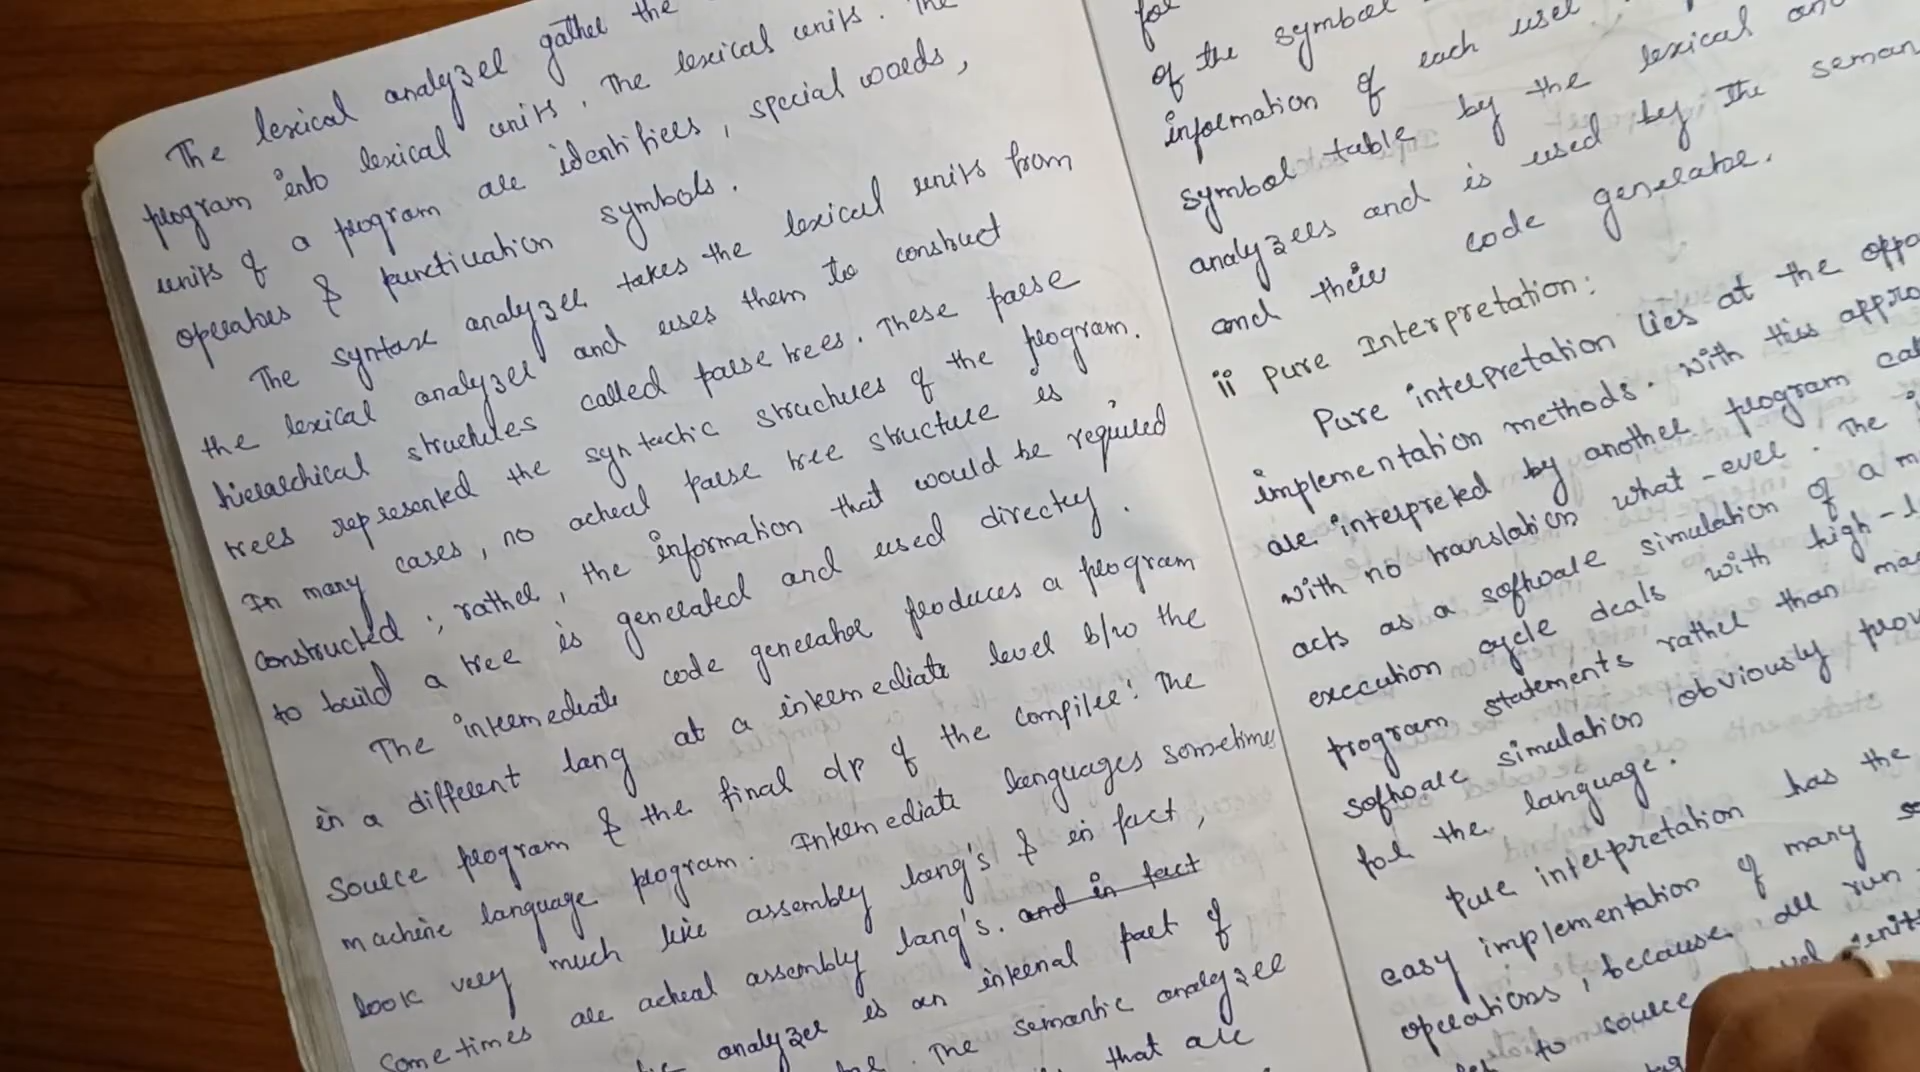 The lexical analyzer gather the
program into lexical units. The lexical units. The
units of a program are identifiers, special words,
operators & punctuation symbols.
The syntax analyzer takes the lexical units from
the lexical analyzer and uses them to construct
hierarchical structures called parse trees. These parse
trees represented the syntactic structures of the program.
In many cases, no actual parse tree structure is
constructed; rather, the information that would be required
to build a tree is generated and used directly.
The intermediate code generator produces a program
in a different lang at a intermediate level b/w the
source program & the final o/p of the compiler: The
machine language program. Intermediate languages sometimes
look very much like assembly lang's & in fact,
sometimes are actual assembly lang's. and in fact
analyzer is an internal part of
The semantic analyzer
that are
for
of the symbol
information of each user
symbol table by the lexical and
analyzers and is used by the seman
and their code generator.
ii Pure Interpretation:
Pure interpretation lies at the oppo
implementation methods. With this appro
are interpreted by another program cal
with no translation what-ever. The i
acts as a software simulation of a m
execution cycle deals with high-l
program statements rather than mac
software simulation obviously prov
for the language.
Pure interpretation has the
easy implementation of many so
operations, because all run-
to source level